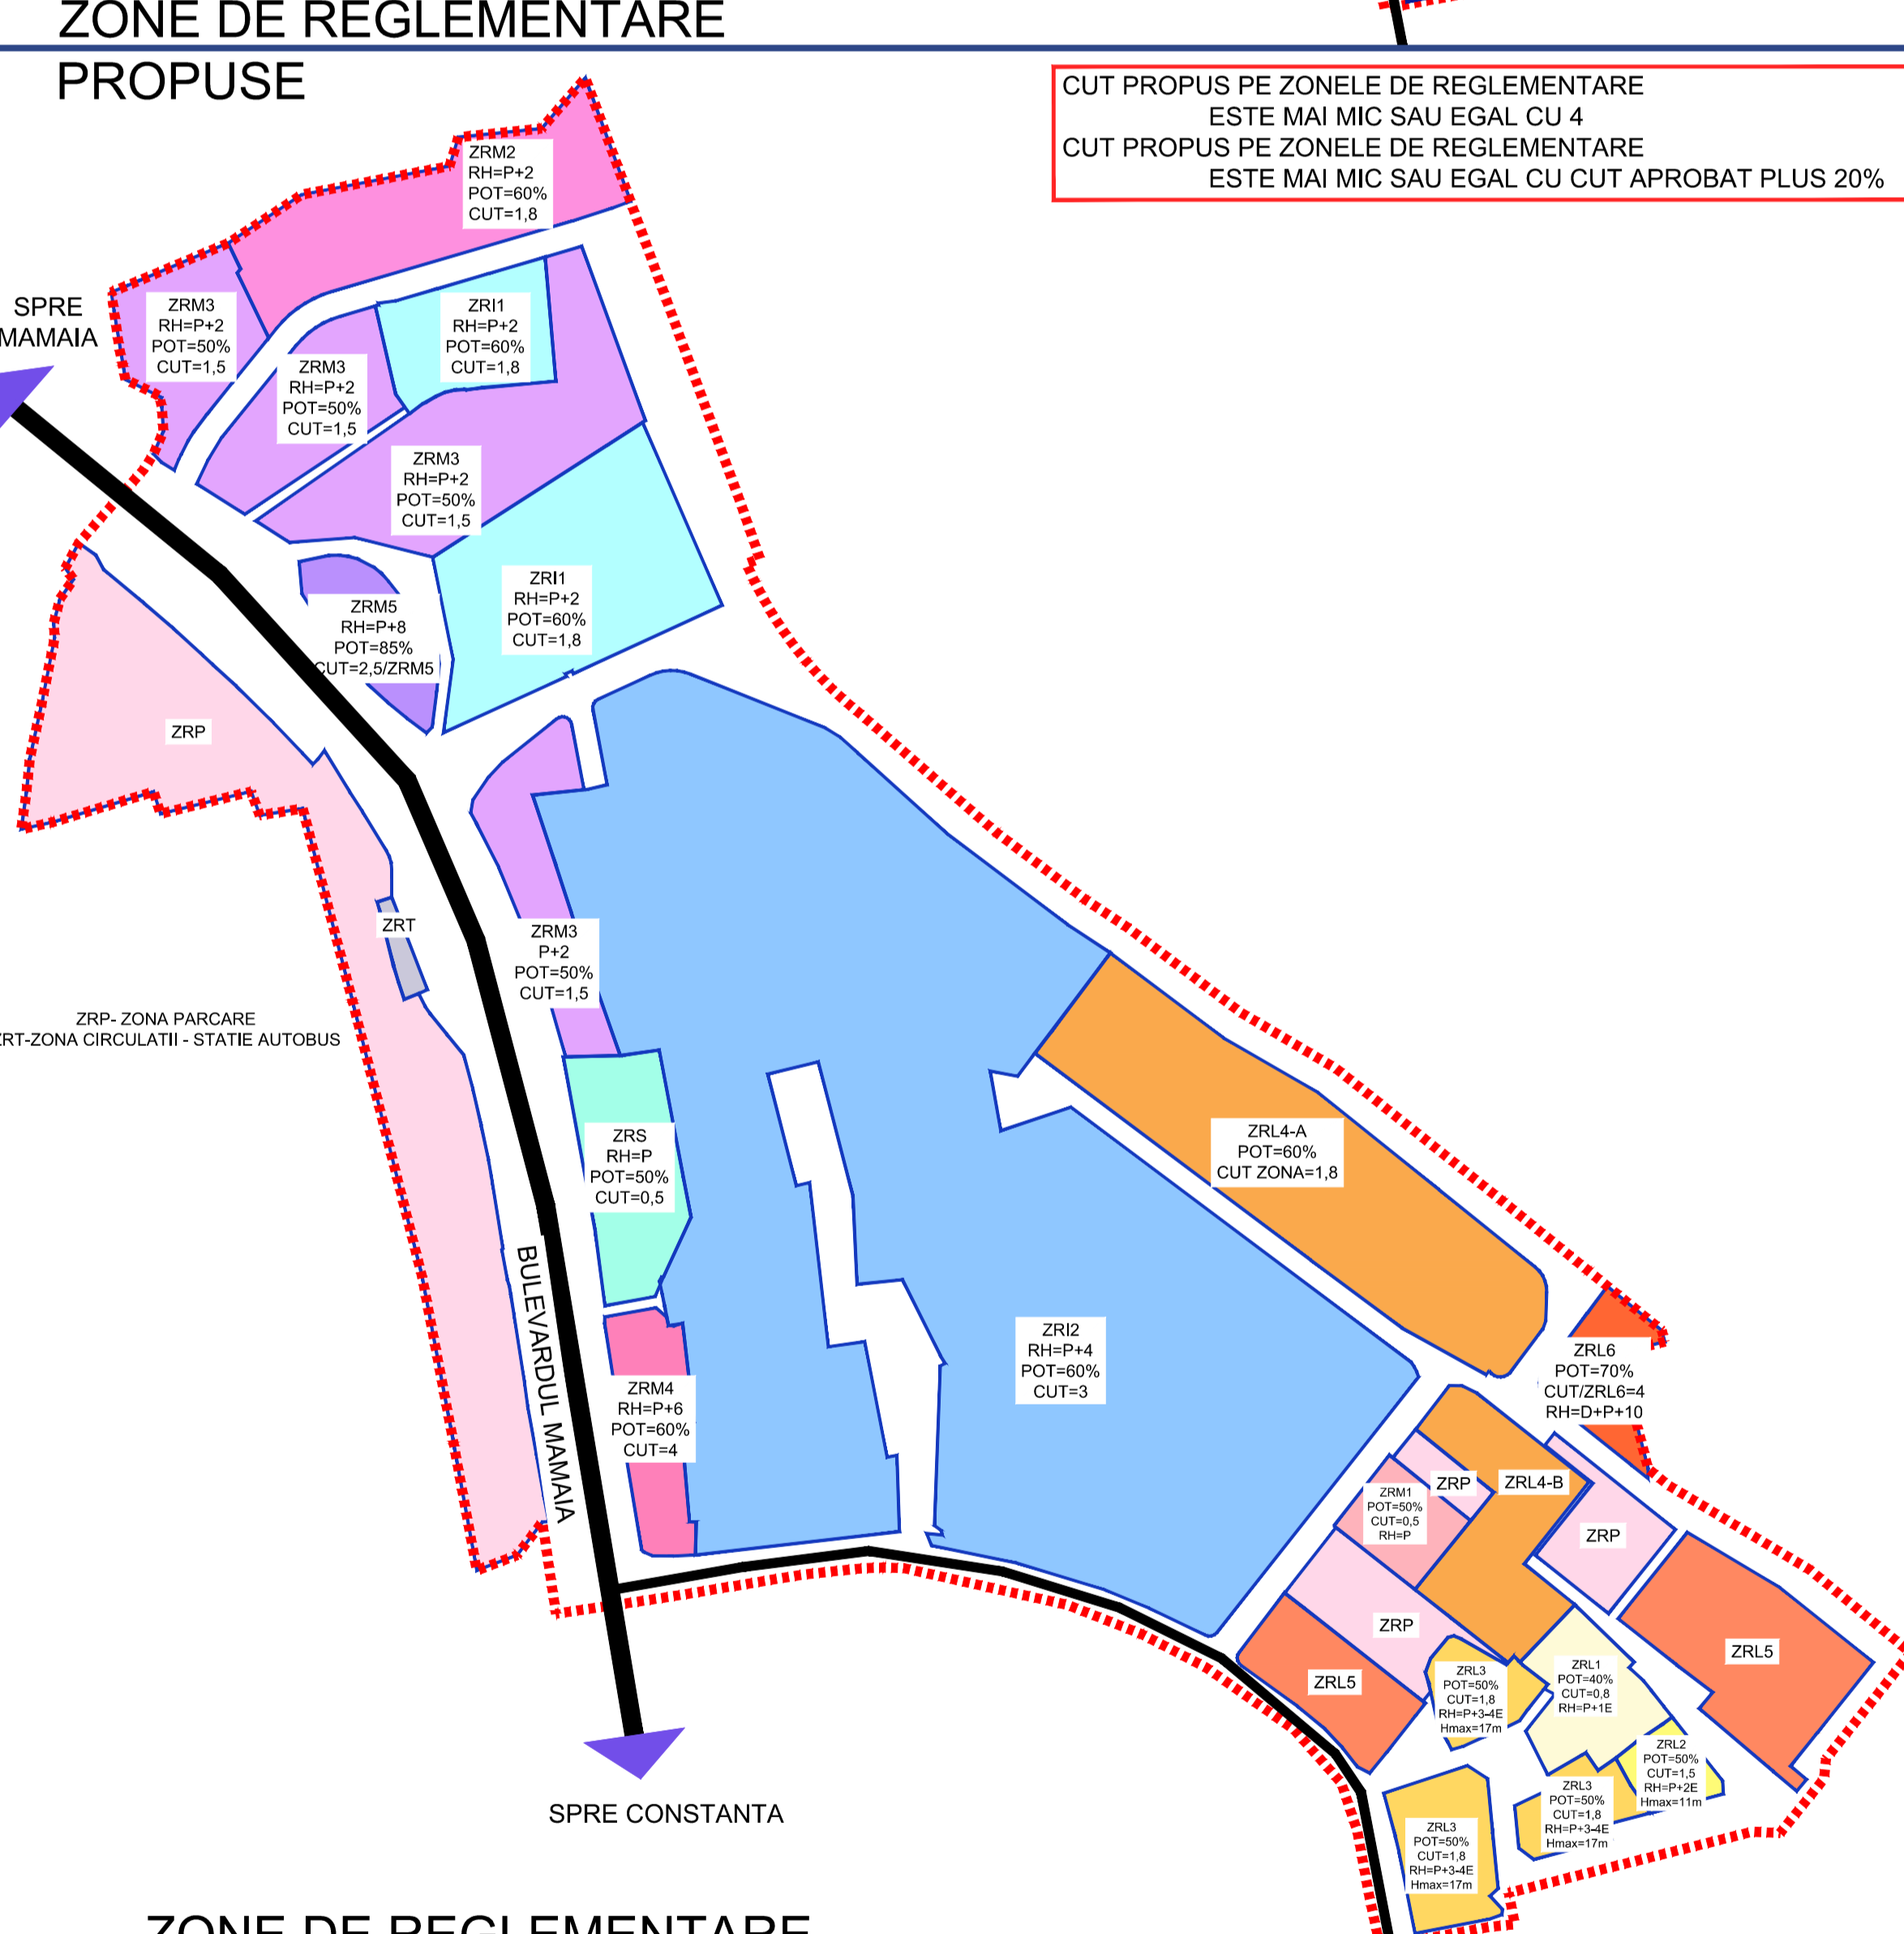 ZONE DE REGLEMENTARE
PROPUSE
CUT PROPUS PE ZONELE DE REGLEMENTARE
ESTE MAI MIC SAU EGAL CU 4
CUT PROPUS PE ZONELE DE REGLEMENTARE
ESTE MAI MIC SAU EGAL CU CUT APROBAT PLUS 20%
ZRM2
RH=P+2
POT=60%
CUT=1,8
SPRE
MAMAIA
ZRM3
RH=P+2
POT=50%
CUT=1,5
ZRI1
RH=P+2
POT=60%
CUT=1,8
ZRM3
RH=P+2
POT=50%
CUT=1,5
ZRM3
RH=P+2
POT=50%
CUT=1,5
ZRI1
RH=P+2
POT=60%
CUT=1,8
ZRM5
RH=P+8
POT=85%
CUT=2,5/ZRM5
ZRP
ZRT
ZRM3
P+2
POT=50%
CUT=1,5
ZRP- ZONA PARCARE
ZRT-ZONA CIRCULATII - STATIE AUTOBUS
ZRS
RH=P
POT=50%
CUT=0,5
ZRL4-A
POT=60%
CUT ZONA=1,8
BULEVARDUL MAMAIA
ZRI2
RH=P+4
POT=60%
CUT=3
ZRL6
POT=70%
CUT/ZRL6=4
RH=D+P+10
ZRM4
RH=P+6
POT=60%
CUT=4
ZRP
ZRL4-B
ZRM1
POT=50%
CUT=0,5
RH=P
ZRP
ZRP
ZRL5
ZRL5
ZRL3
POT=50%
CUT=1,8
RH=P+3-4E
Hmax=17m
ZRL1
POT=40%
CUT=0,8
RH=P+1E
ZRL2
POT=50%
CUT=1,5
RH=P+2E
Hmax=11m
ZRL3
POT=50%
CUT=1,8
RH=P+3-4E
Hmax=17m
ZRL3
POT=50%
CUT=1,8
RH=P+3-4E
Hmax=17m
SPRE CONSTANTA
ZONE DE REGLEMENTARE